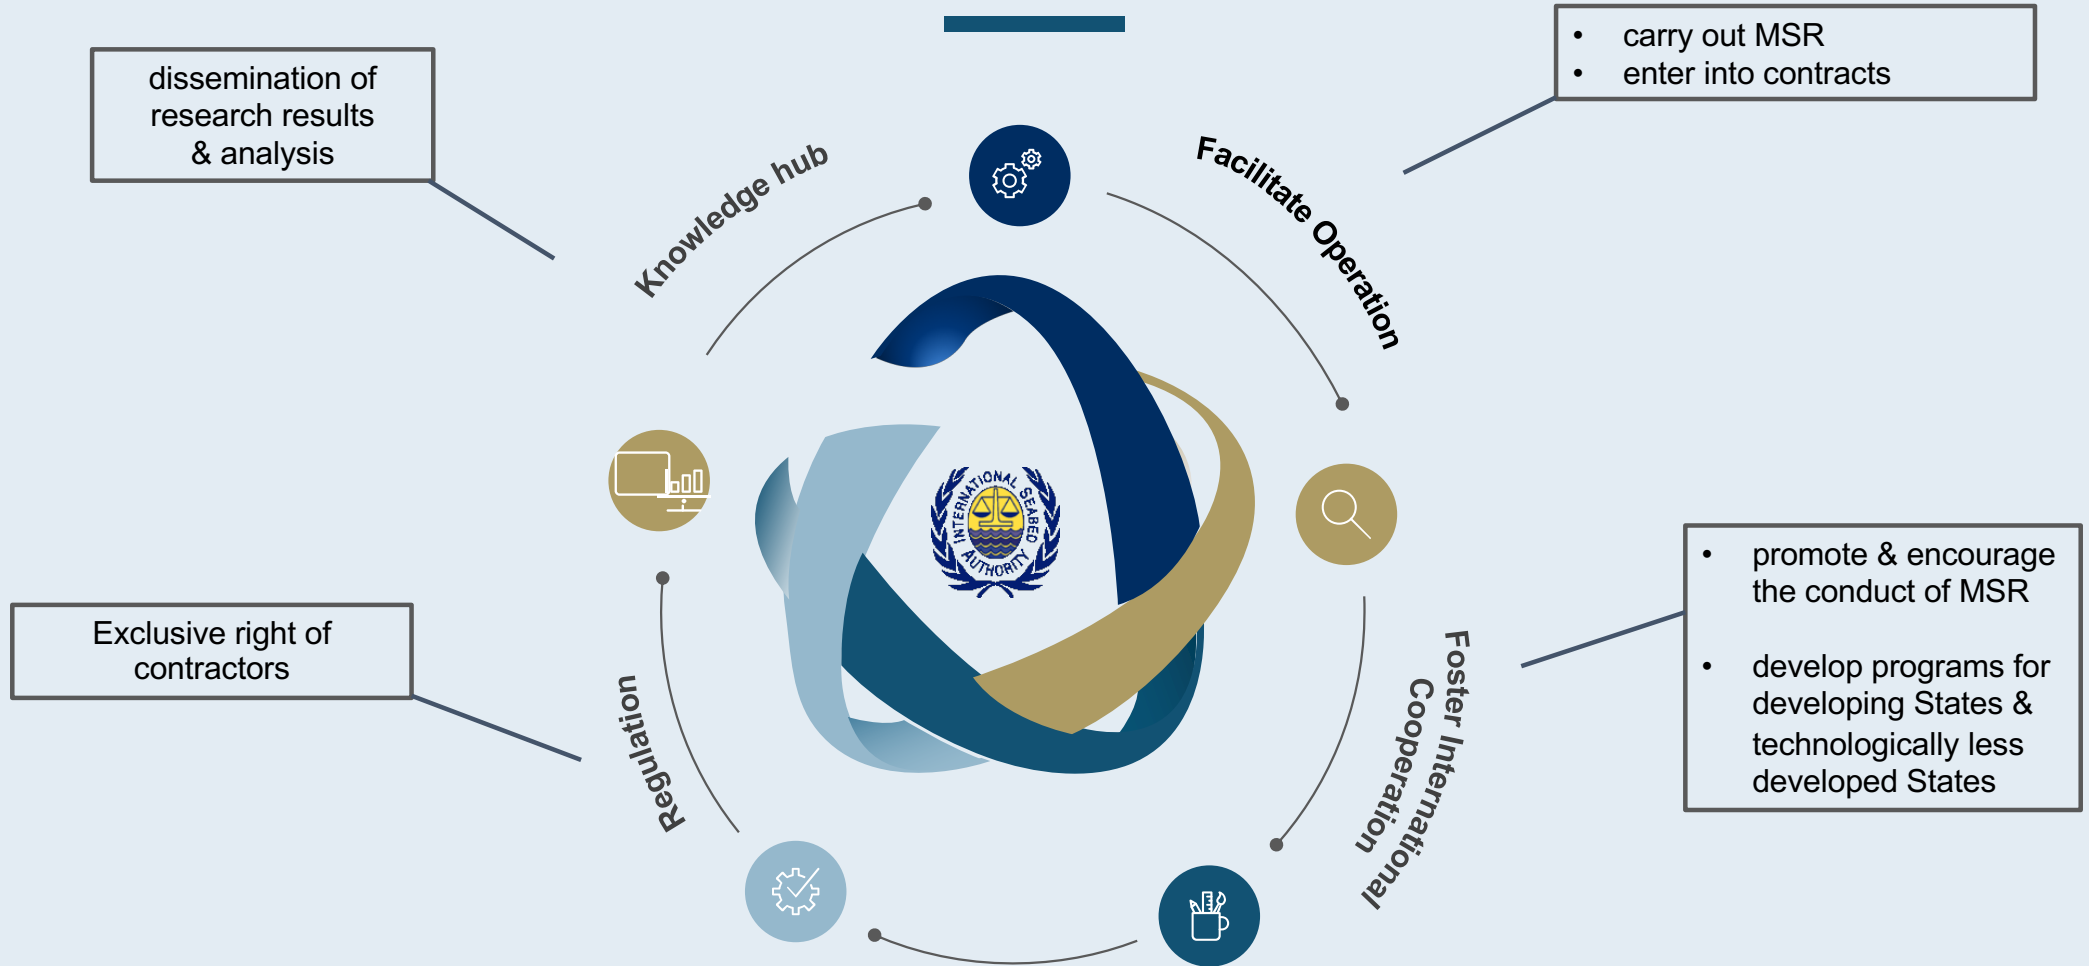 dissemination of
research results
& analysis
• carry out MSR
• enter into contracts
Knowledge hub
Facilitate Operation
INTERNATIONAL SEABED
AUTHORITY
• promote & encourage
the conduct of MSR
• develop programs for
developing States &
technologically less
developed States
Exclusive right of
contractors
Regulation
Foster International
Cooperation